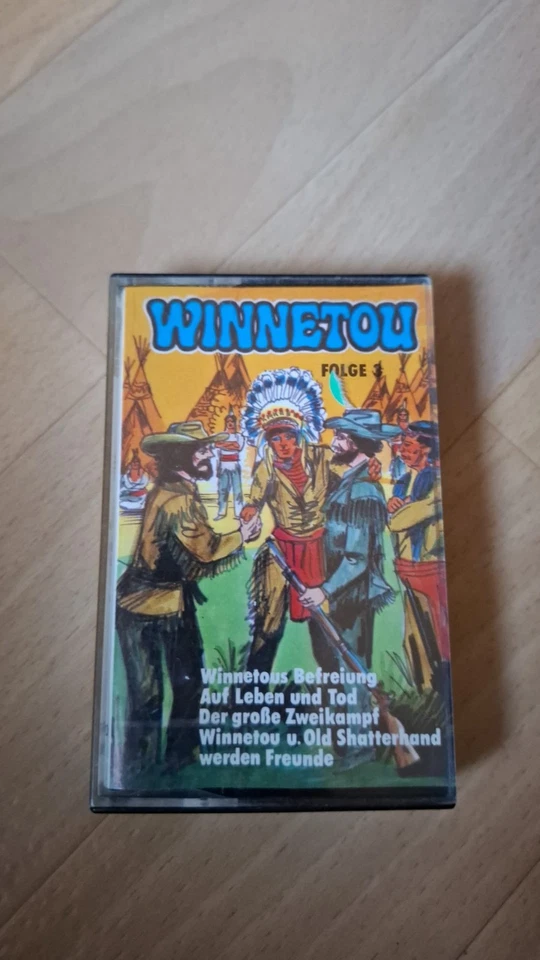 WINNETOU
FOLGE 3
Winnetous Befreiung
Auf Leben und Tod
Der große Zweikampf
Winnetou u. Old Shatterhand
werden Freunde